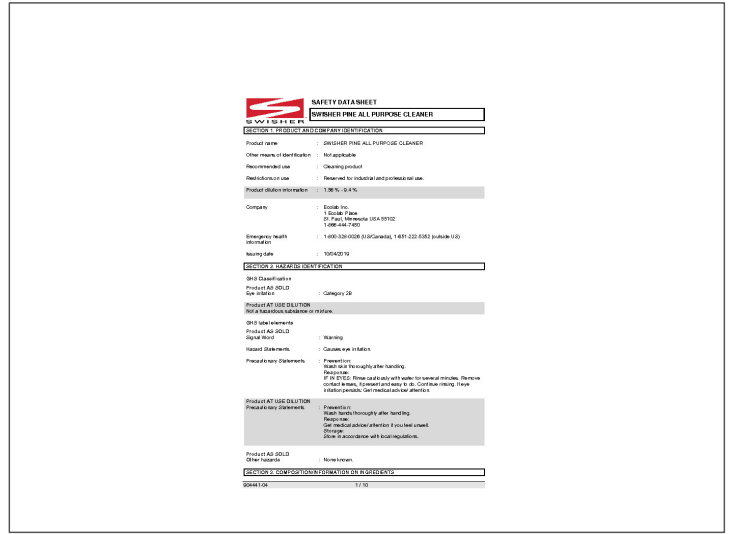 SAFETY DATA SHEET
SWISHER PINE ALL PURPOSE CLEANER
SWISHER
SECTION 1. PRODUCT AND COMPANY IDENTIFICATION
Product name : SWISHER PINE ALL PURPOSE CLEANER
Other means of identification : Not applicable
Recommended use : Cleaning product
Restrictions on use : Reserved for industrial and professional use.
Product dilution information : 1.56 % - 9.4 %
Company : Ecolab Inc.
1 Ecolab Place
St. Paul, Minnesota USA 55102
1-866-444-7450
Emergency health information : 1-800-328-0026 (US/Canada), 1-651-222-5352 (outside US)
Issuing date : 10/04/2019
SECTION 2. HAZARDS IDENTIFICATION
GHS Classification
Product AS SOLD
Eye irritation : Category 2B
Product AT USE DILUTION
Not a hazardous substance or mixture.
GHS label elements
Product AS SOLD
Signal Word : Warning
Hazard Statements : Causes eye irritation.
Precautionary Statements : Prevention:
Wash skin thoroughly after handling.
Response:
IF IN EYES: Rinse cautiously with water for several minutes. Remove
contact lenses, if present and easy to do. Continue rinsing. If eye
irritation persists: Get medical advice/ attention.
Product AT USE DILUTION
Precautionary Statements : Prevention:
Wash hands thoroughly after handling.
Response:
Get medical advice/ attention if you feel unwell.
Storage:
Store in accordance with local regulations.
Product AS SOLD
Other hazards : None known.
SECTION 3. COMPOSITION/INFORMATION ON INGREDIENTS
904441-04 1 / 10